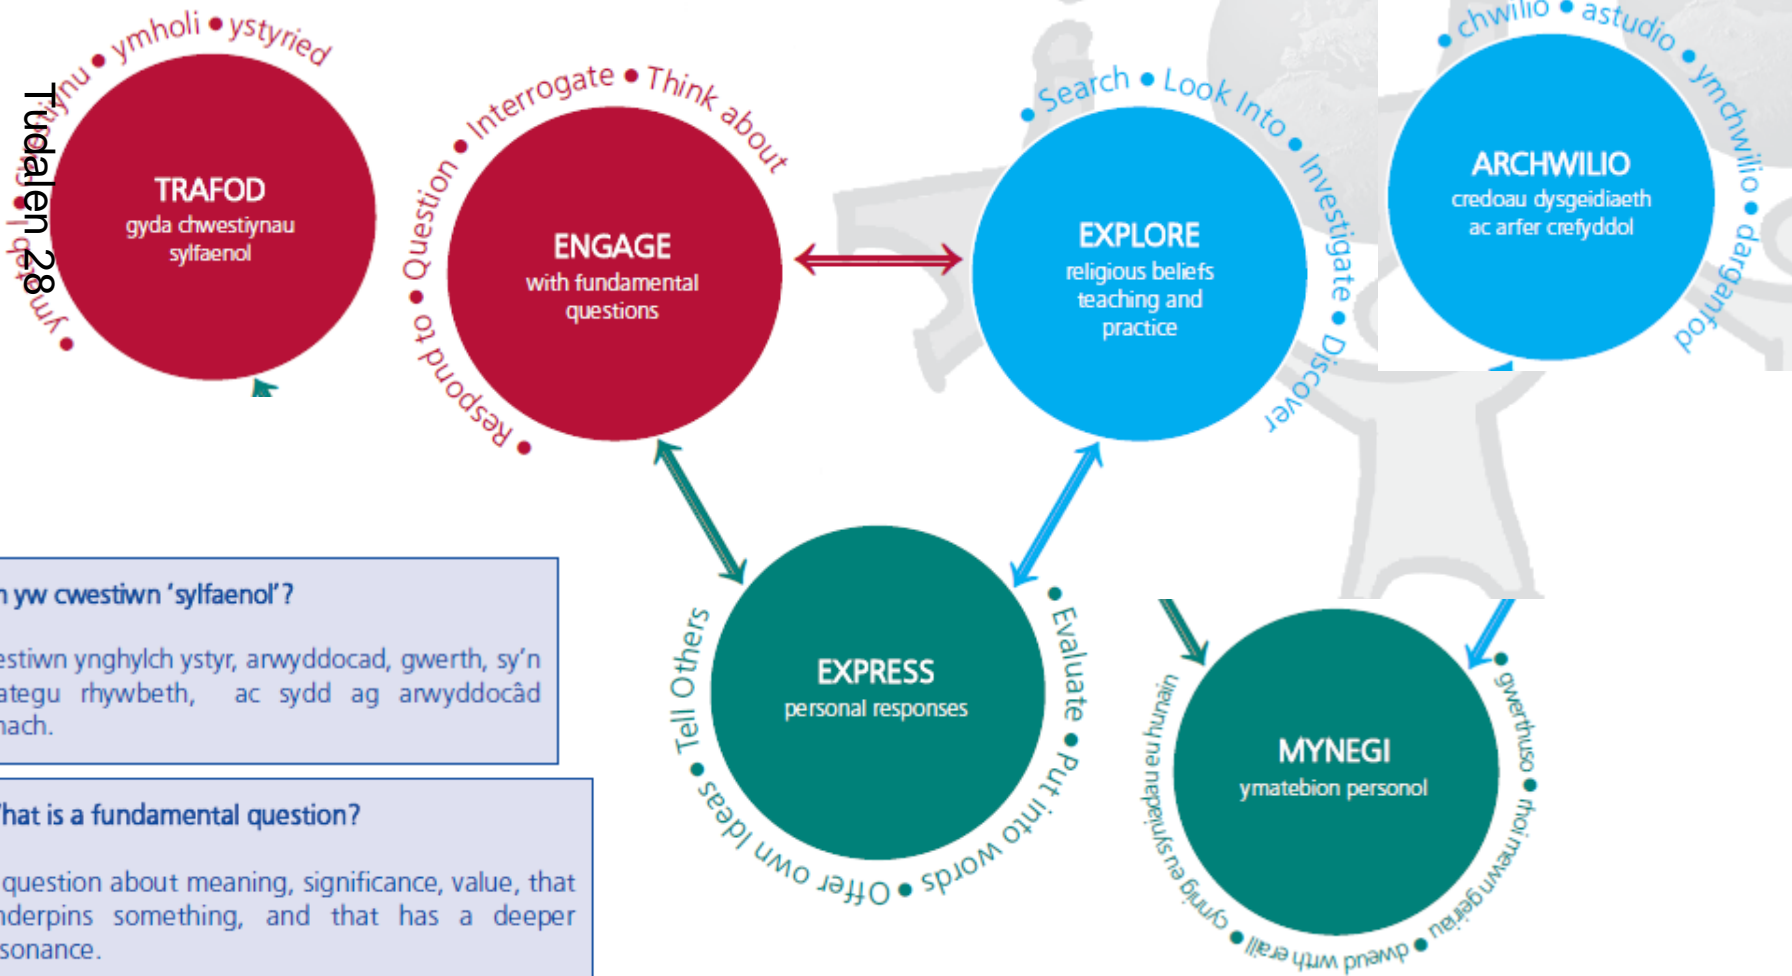 Tudalen 28
ymholi • ystyried
TRAFOD
gyda chwestiynau
sylfaenol
• Respond to • Question • Interrogate • Think about
ENGAGE
with fundamental
questions
• Search • Look Into • Investigate • Discover
EXPLORE
religious beliefs
teaching and
practice
• chwilio • astudio • ymchwilio • darganfod
ARCHWILIO
credoau dysgeidiaeth
ac arfer crefyddol
yw cwestiwn ‘sylfaenol’?
ynghylch ystyr, arwyddocad, gwerth, sy’n
rhywbeth, ac sydd ag arwyddocâd
hat is a fundamental question?
question about meaning, significance, value, that
nderpins something, and that has a deeper
sonance.
• Evaluate • Put into words • Offer own Ideas • Tell Others
EXPRESS
personal responses
• gwerthuso • rhoi mewn geiriau • dweud wrth eraill • cynnig eu syniadau eu hunain
MYNEGI
ymatebion personol